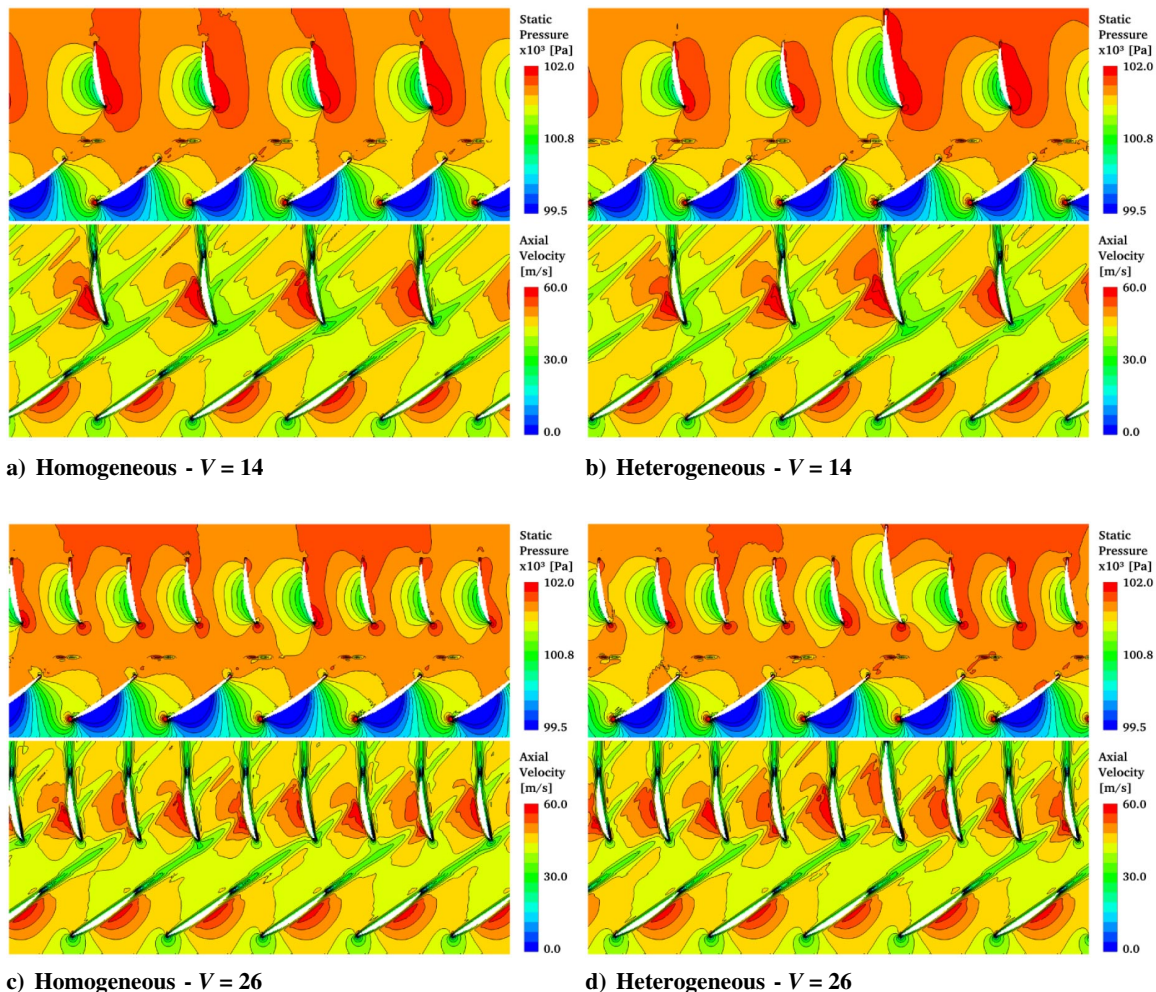 Static
Pressure
x10³ [Pa]
102.0
100.8
99.5
Axial
Velocity
[m/s]
60.0
30.0
0.0
a) Homogeneous - V = 14
Static
Pressure
x10³ [Pa]
102.0
100.8
99.5
Axial
Velocity
[m/s]
60.0
30.0
0.0
b) Heterogeneous - V = 14
Static
Pressure
x10³ [Pa]
102.0
100.8
99.5
Axial
Velocity
[m/s]
60.0
30.0
0.0
c) Homogeneous - V = 26
Static
Pressure
x10³ [Pa]
102.0
100.8
99.5
Axial
Velocity
[m/s]
60.0
30.0
0.0
d) Heterogeneous - V = 26